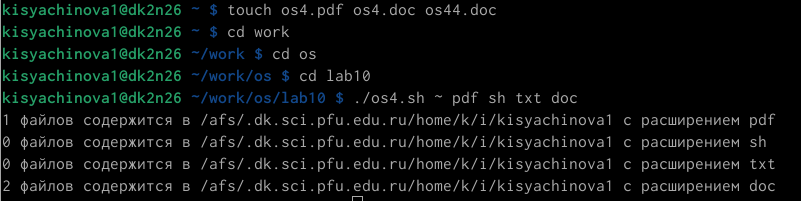 kisyachinova1@dk2n26 ~ $ touch os4.pdf os4.doc os44.doc
kisyachinova1@dk2n26 ~ $ cd work
kisyachinova1@dk2n26 ~/work $ cd os
kisyachinova1@dk2n26 ~/work/os $ cd lab10
kisyachinova1@dk2n26 ~/work/os/lab10 $ ./os4.sh ~ pdf sh txt doc
1 файлов содержится в /afs/.dk.sci.pfu.edu.ru/home/k/i/kisyachinova1 с расширением pdf
0 файлов содержится в /afs/.dk.sci.pfu.edu.ru/home/k/i/kisyachinova1 с расширением sh
0 файлов содержится в /afs/.dk.sci.pfu.edu.ru/home/k/i/kisyachinova1 с расширением txt
2 файлов содержится в /afs/.dk.sci.pfu.edu.ru/home/k/i/kisyachinova1 с расширением doc